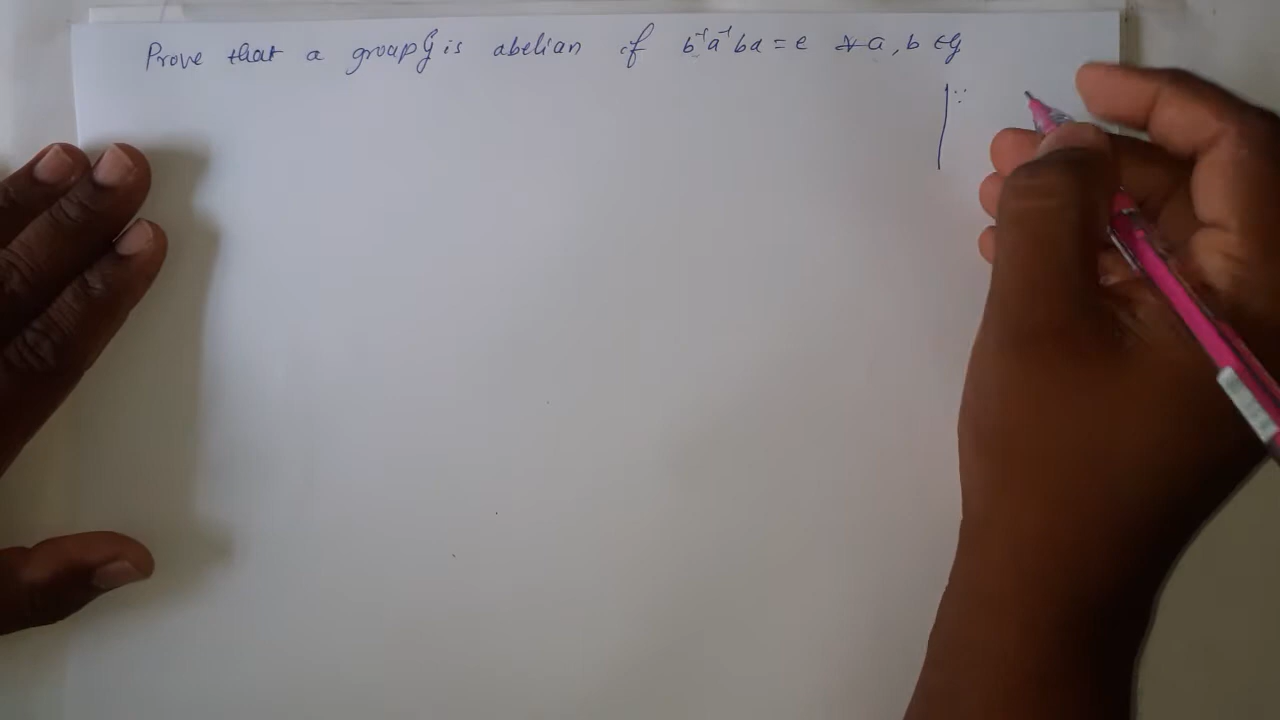 Prove that a group G is abelian if b⁻¹a⁻¹ba = e ∀ a, b ∈ G
∵